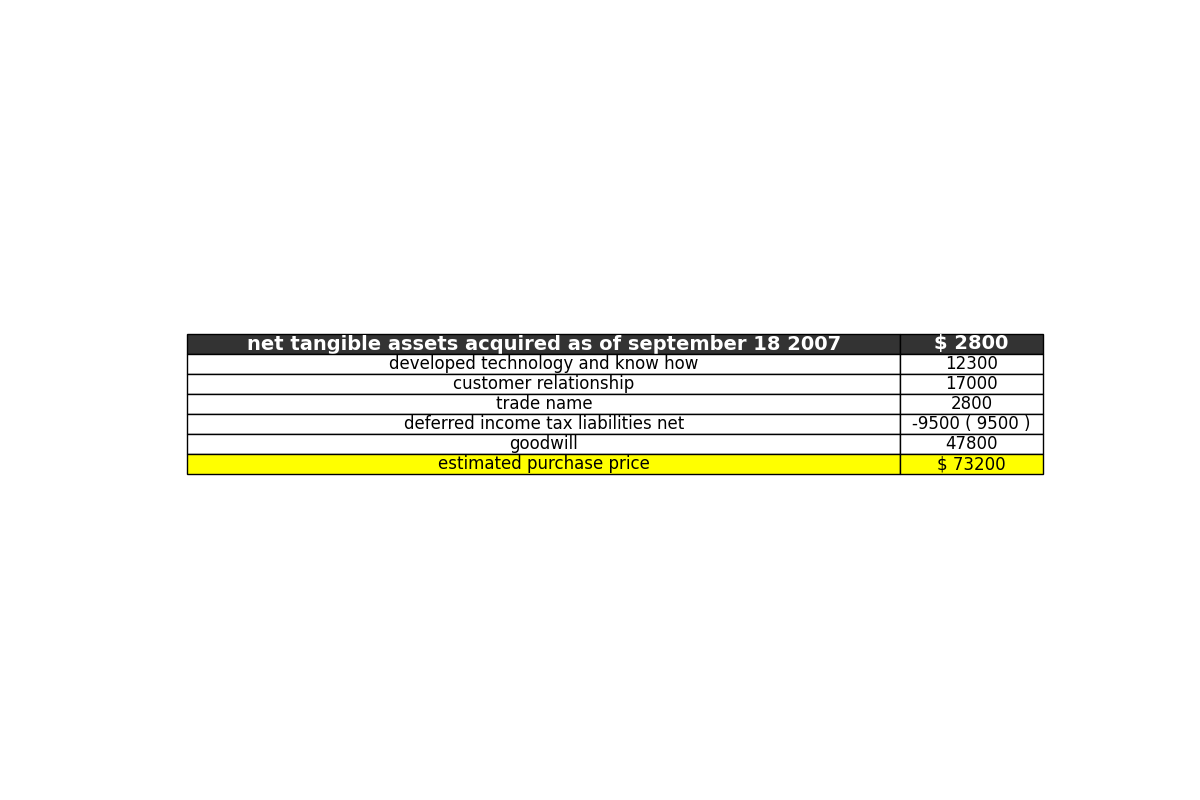 net tangible assets acquired as of september 18 2007 $ 2800
developed technology and know how 12300
customer relationship 17000
trade name 2800
deferred income tax liabilities net -9500 ( 9500 )
goodwill 47800
estimated purchase price $ 73200